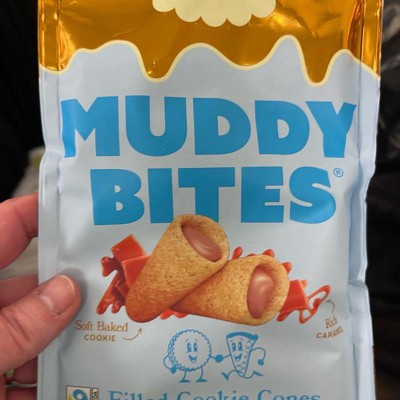 MUDDY
BITES®
Soft Baked
COOKIE
Rich
CARAMEL
Filled Cookie Cones